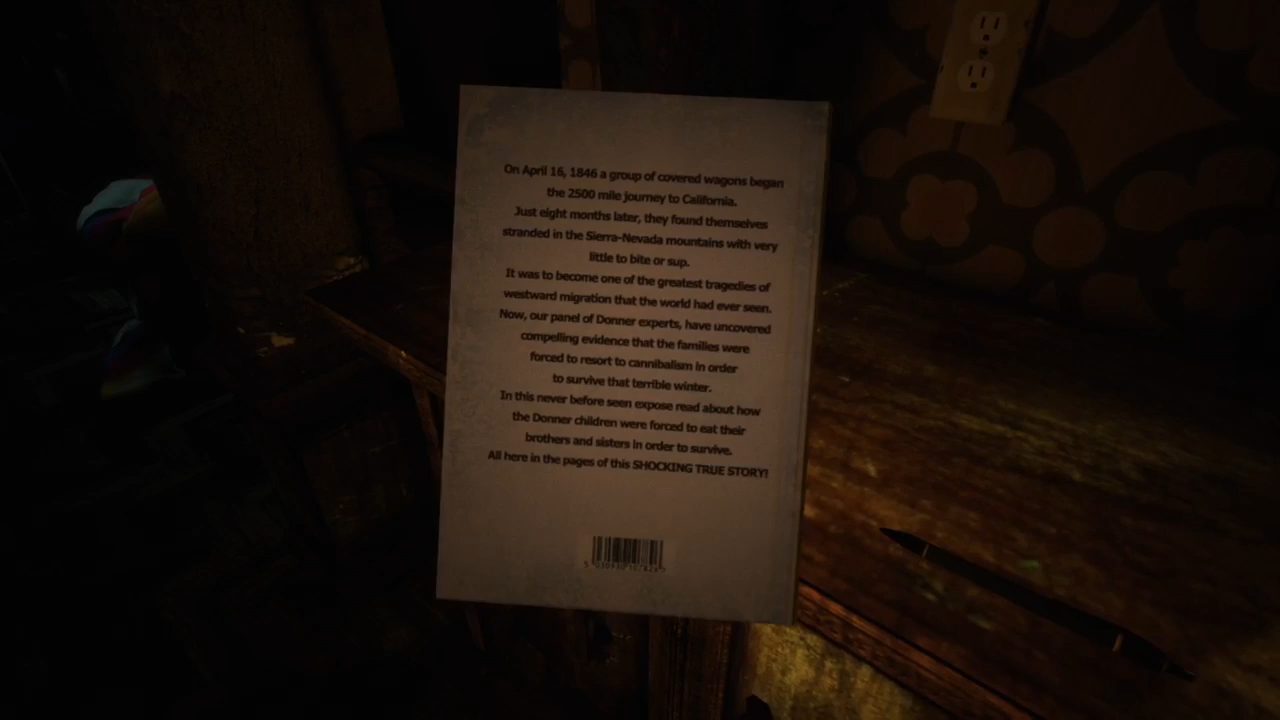 On April 16, 1846 a group of covered wagons began
the 2500 mile journey to California.
Just eight months later, they found themselves
stranded in the Sierra-Nevada mountains with very
little to bite or sup.
It was to become one of the greatest tragedies of
westward migration that the world had ever seen.
Now, our panel of Donner experts, have uncovered
compelling evidence that the families were
forced to resort to cannibalism in order
to survive that terrible winter.
In this never before seen expose read about how
the Donner children were forced to eat their
brothers and sisters in order to survive.
All here in the pages of this SHOCKING TRUE STORY!